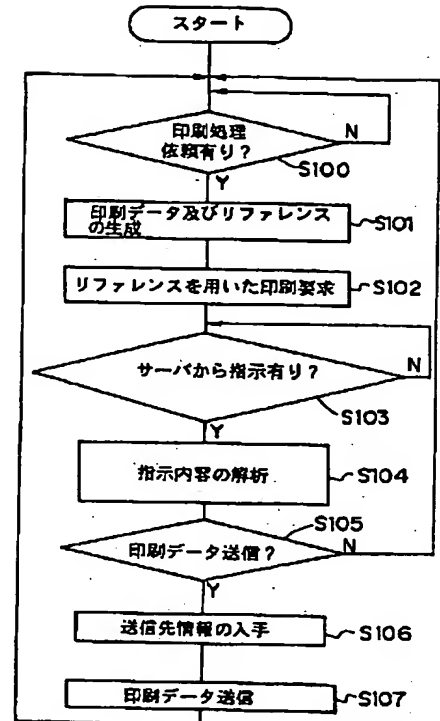 スタート
印刷処理
依頼有り？
N
S100
Y
印刷データ及びリファレンス
の生成
S101
リファレンスを用いた印刷要求
S102
サーバから指示有り？
N
S103
Y
指示内容の解析
S104
S105
印刷データ送信？
N
Y
送信先情報の入手
S106
印刷データ送信
S107